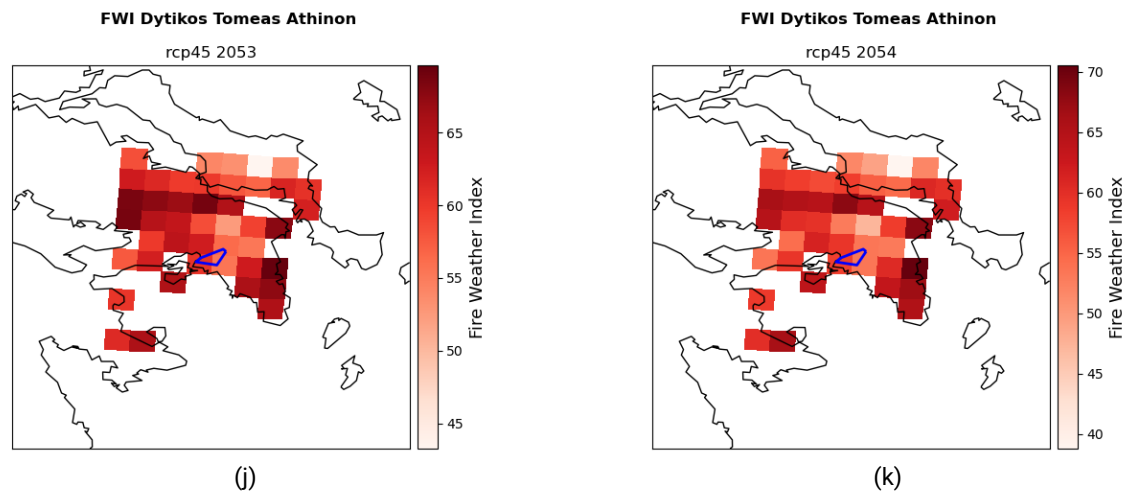 FWI Dytikos Tomeas Athinon
rcp45 2053
65
60
55
50
45
Fire Weather Index
(j)
FWI Dytikos Tomeas Athinon
rcp45 2054
70
65
60
55
50
45
40
Fire Weather Index
(k)